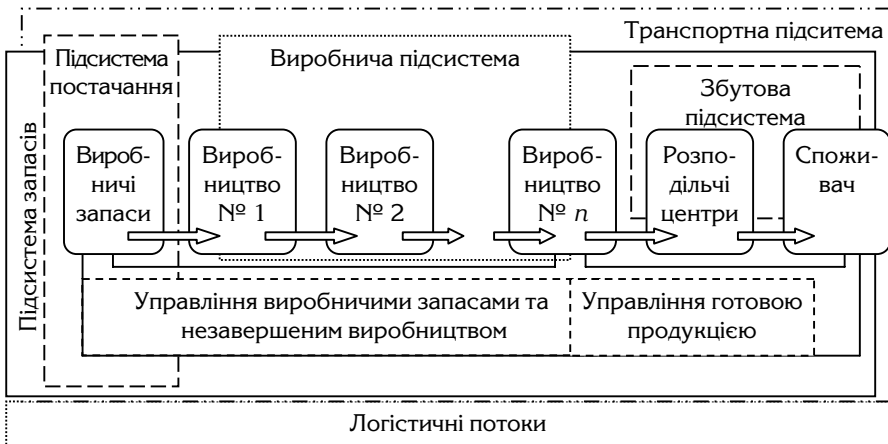 Транспортна підситема
Підсистема
постачання
Виробнича підсистема
Збутова
підсистема
Підсистема запасів
Вироб-
ничі
запаси
Вироб-
ництво
№ 1
Вироб-
ництво
№ 2
Вироб-
ництво
№ n
Розпо-
дільчі
центри
Спожи-
вач
Управління виробничими запасами та
незавершеним виробництвом
Управління готовою
продукцією
Логістичні потоки